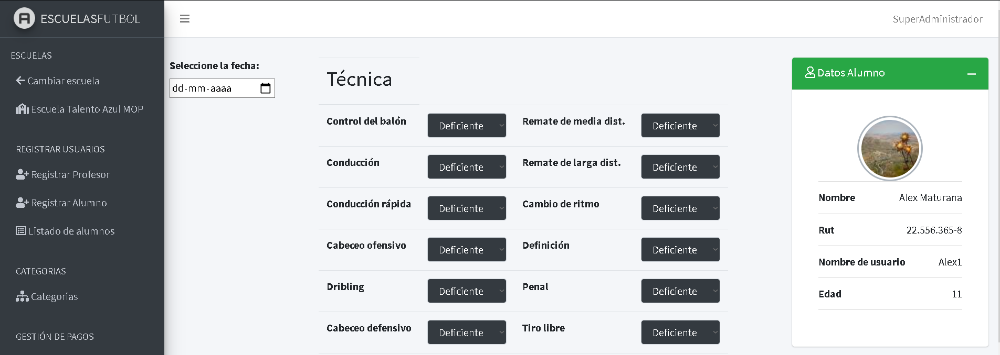 ESCUELASFUTBOL
SuperAdministrador
ESCUELAS
Cambiar escuela
Escuela Talento Azul MOP
REGISTRAR USUARIOS
Registrar Profesor
Registrar Alumno
Listado de alumnos
CATEGORIAS
Categorias
GESTIÓN DE PAGOS
Seleccione la fecha:
dd-mm-aaaa
Técnica
Control del balón Deficiente Remate de media dist. Deficiente
Conducción Deficiente Remate de larga dist. Deficiente
Conducción rápida Deficiente Cambio de ritmo Deficiente
Cabeceo ofensivo Deficiente Definición Deficiente
Dribling Deficiente Penal Deficiente
Cabeceo defensivo Deficiente Tiro libre Deficiente
Datos Alumno
Nombre Alex Maturana
Rut 22.556.365-8
Nombre de usuario Alex1
Edad 11